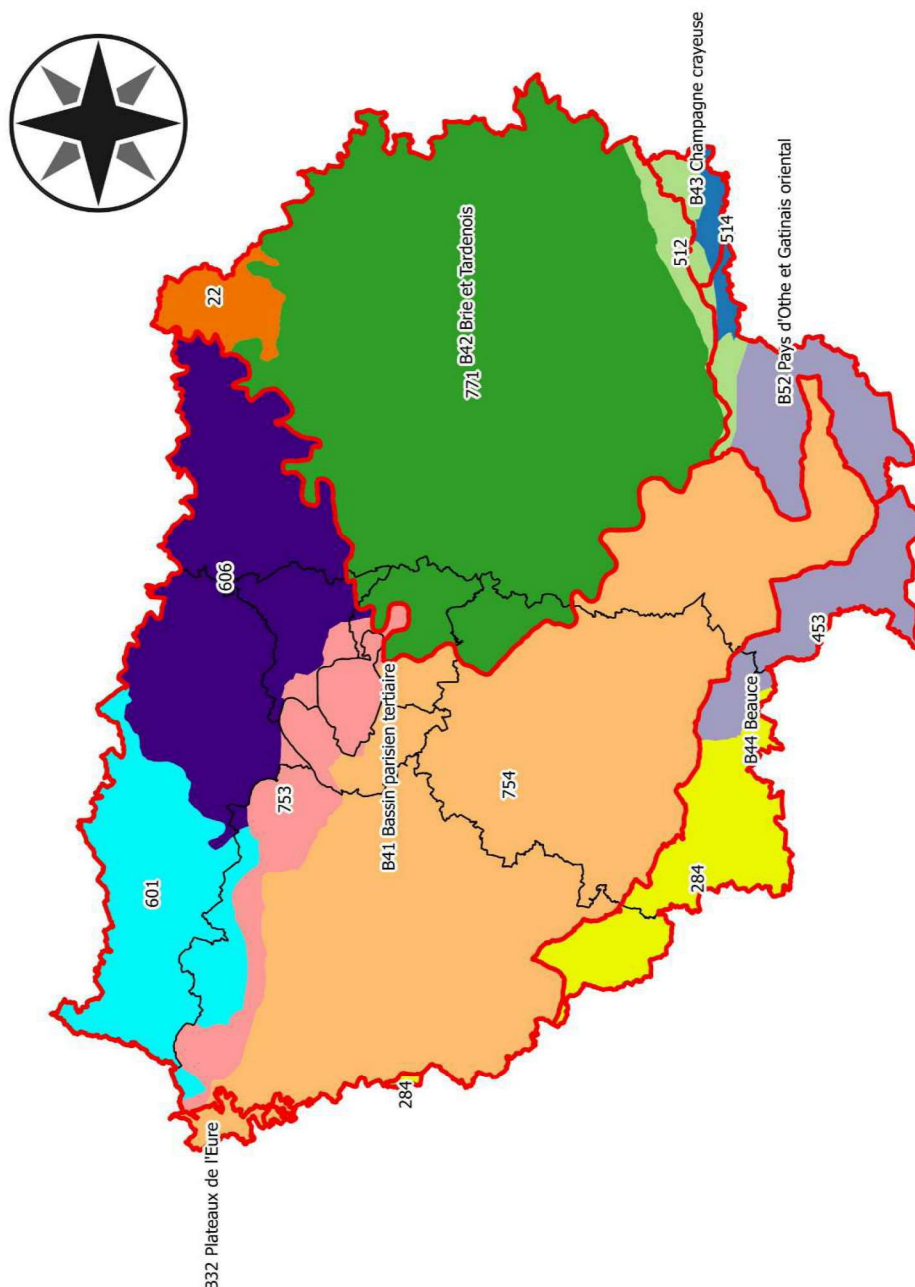 601
B32 Plateaux de l'Eure
22
606
753
B41 Bassin parisien tertiaire
284
B42 Brie et Tardenois
771
754
512
B43 Champagne crayeuse
284
514
B44 Beauce
B52 Pays d'Othe et Gatinais oriental
453